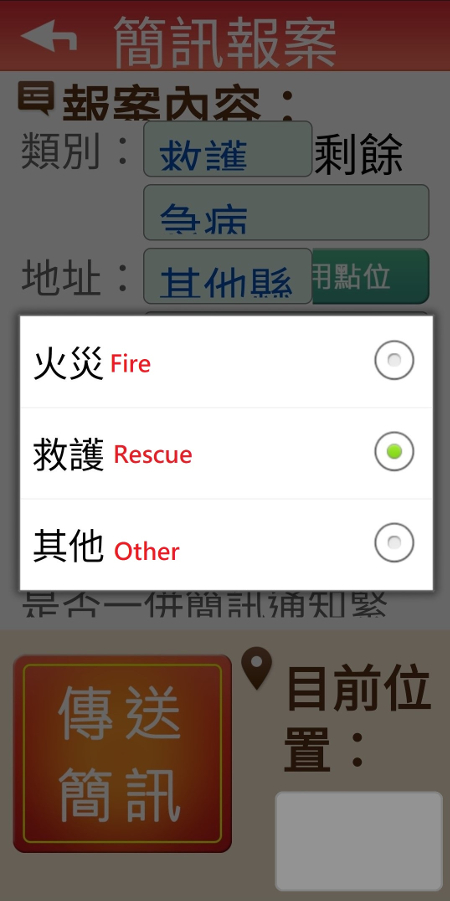 簡訊報案
報案內容：
類別：
救護
剩餘
急病
地址：
其他縣
用點位
火災 Fire
救護 Rescue
其他 Other
是否一併簡訊通知緊
傳送
簡訊
目前位
置：